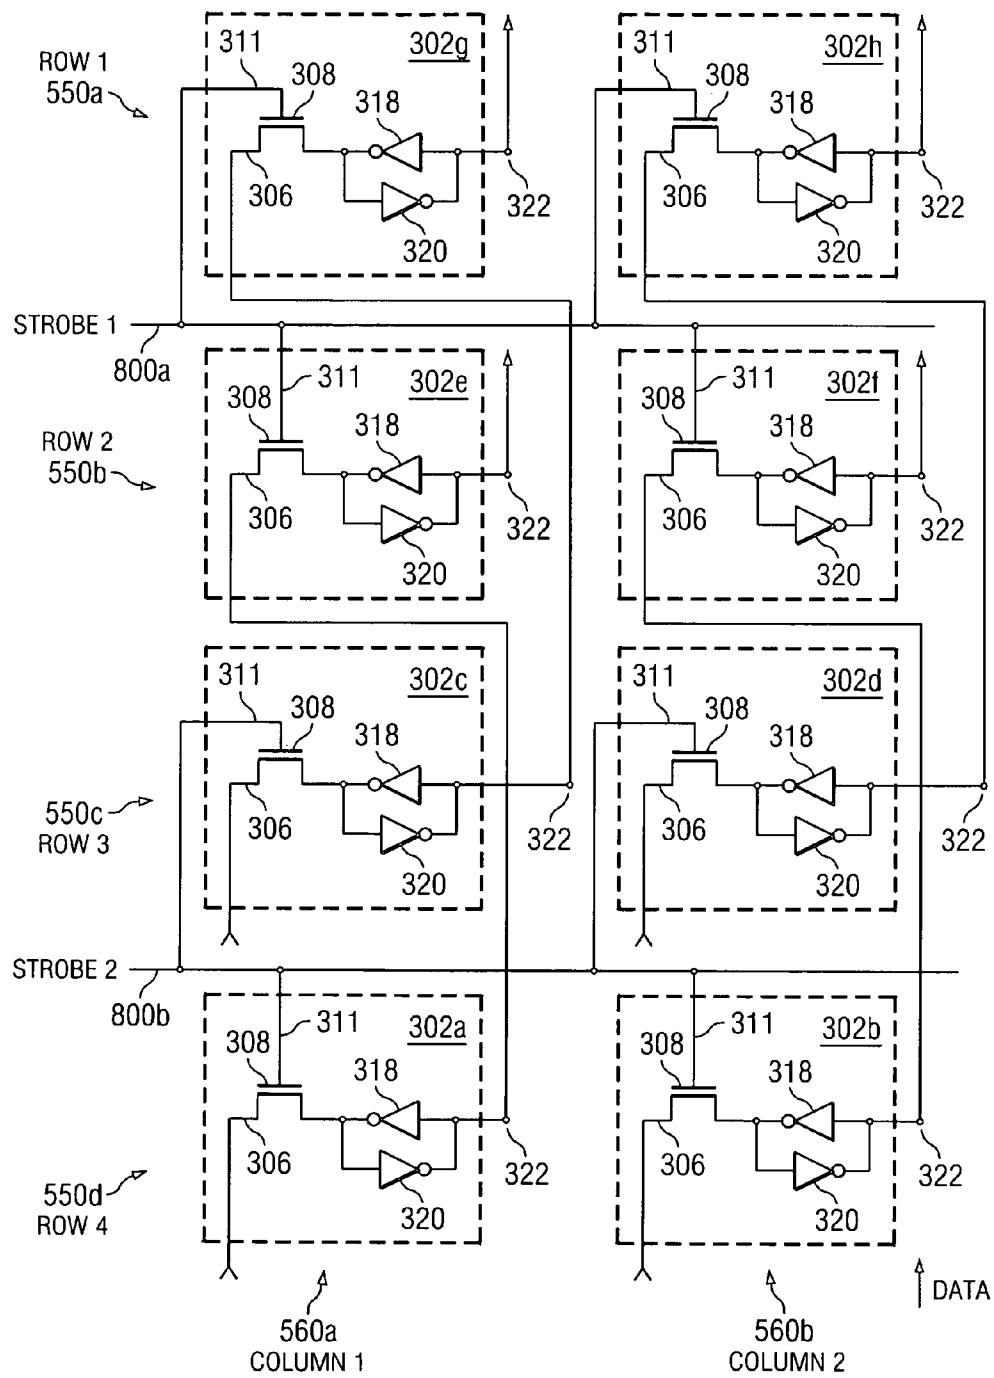 311
302g
311
302h
ROW 1
550a
308
308
318
318
306
322
306
322
320
320
STROBE 1
800a
311
302e
311
302f
308
308
ROW 2
550b
318
318
306
322
306
322
320
320
311
302c
311
302d
308
308
318
318
550c
ROW 3
306
322
306
322
320
320
STROBE 2
800b
311
302a
311
302b
308
308
318
318
306
322
306
322
550d
ROW 4
320
320
DATA
560a
COLUMN 1
560b
COLUMN 2